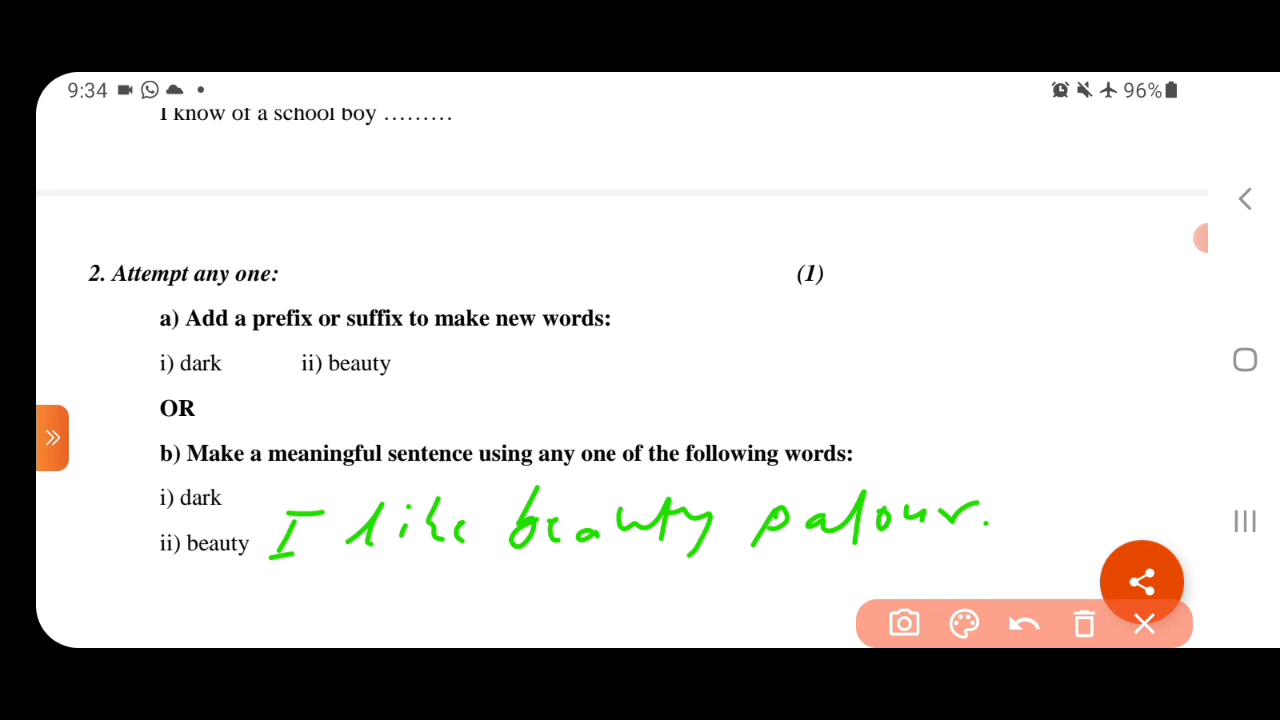 9:34
96%
I know of a school boy ………
2. Attempt any one: (1)
a) Add a prefix or suffix to make new words:
i) dark ii) beauty
OR
b) Make a meaningful sentence using any one of the following words:
i) dark
ii) beauty
I like beauty palour.